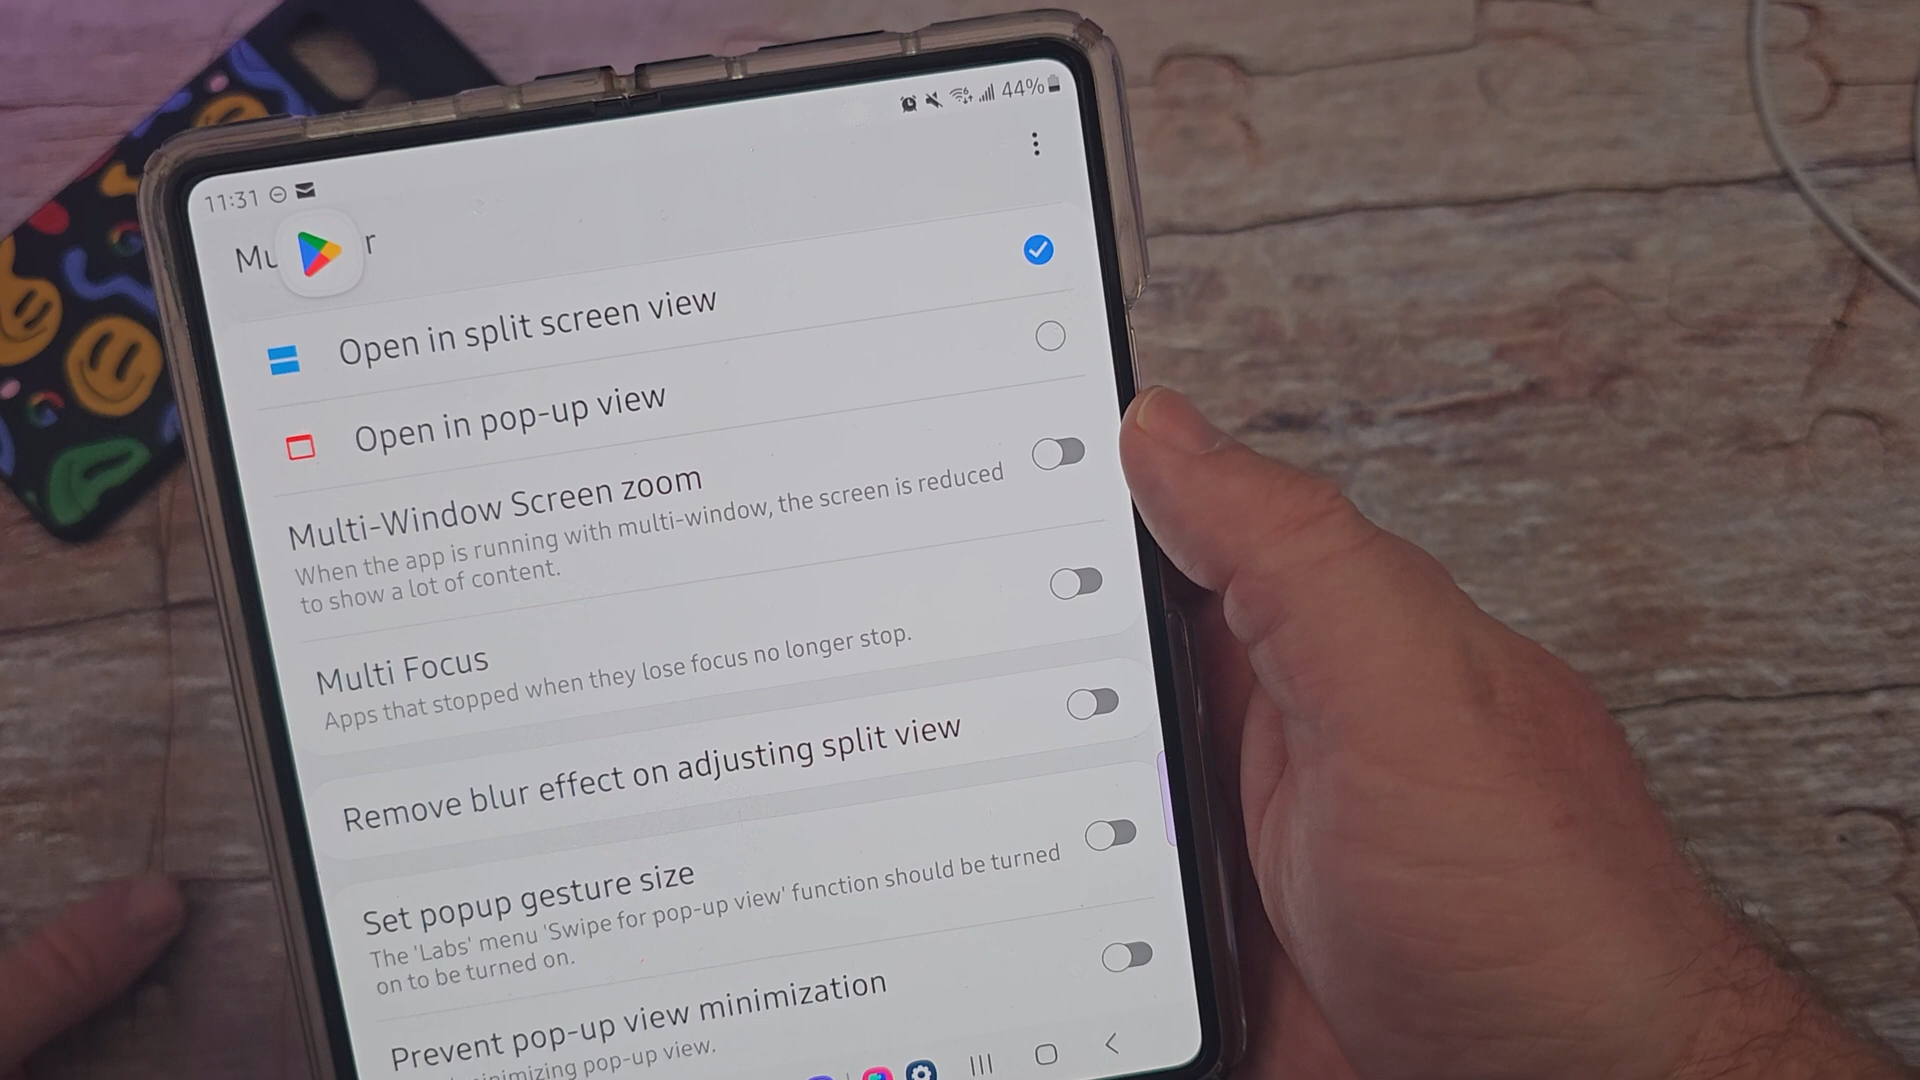 11:31
44%
Open in split screen view
Open in pop-up view
Multi-Window Screen zoom
When the app is running with multi-window, the screen is reduced
to show a lot of content.
Multi Focus
Apps that stopped when they lose focus no longer stop.
Remove blur effect on adjusting split view
Set popup gesture size
The 'Labs' menu 'Swipe for pop-up view' function should be turned
on to be turned on.
Prevent pop-up view minimization
pop-up view.